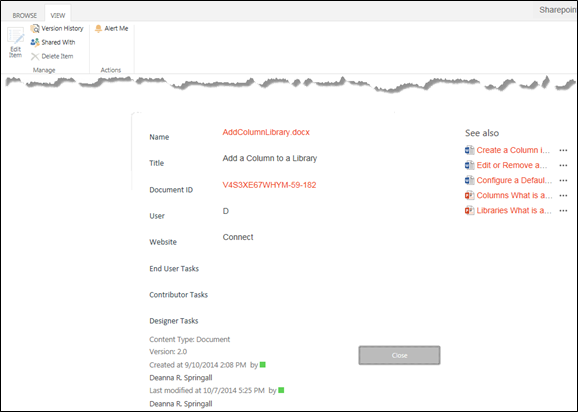 Sharepoint
BROWSE VIEW
Edit Item
Version History
Shared With
Delete Item
Manage
Alert Me
Actions
Name AddColumnLibrary.docx
Title Add a Column to a Library
Document ID V4S3XE67WHYM-59-182
User D
Website Connect
End User Tasks
Contributor Tasks
Designer Tasks
Content Type: Document
Version: 2.0
Created at 9/10/2014 2:08 PM by
Deanna R. Springall
Last modified at 10/7/2014 5:25 PM by
Deanna R. Springall
Close
See also
Create a Column i... ...
Edit or Remove a... ...
Configure a Defaul... ...
Columns What is a... ...
Libraries What is a... ...